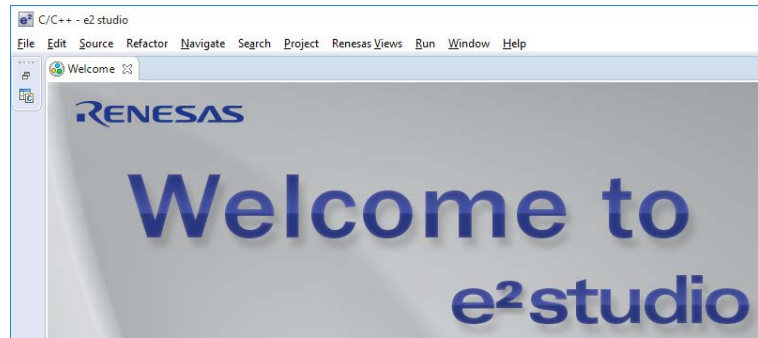 e² C/C++ - e2 studio
File Edit Source Refactor Navigate Search Project Renesas Views Run Window Help
Welcome
RENESAS
Welcome to
e²studio